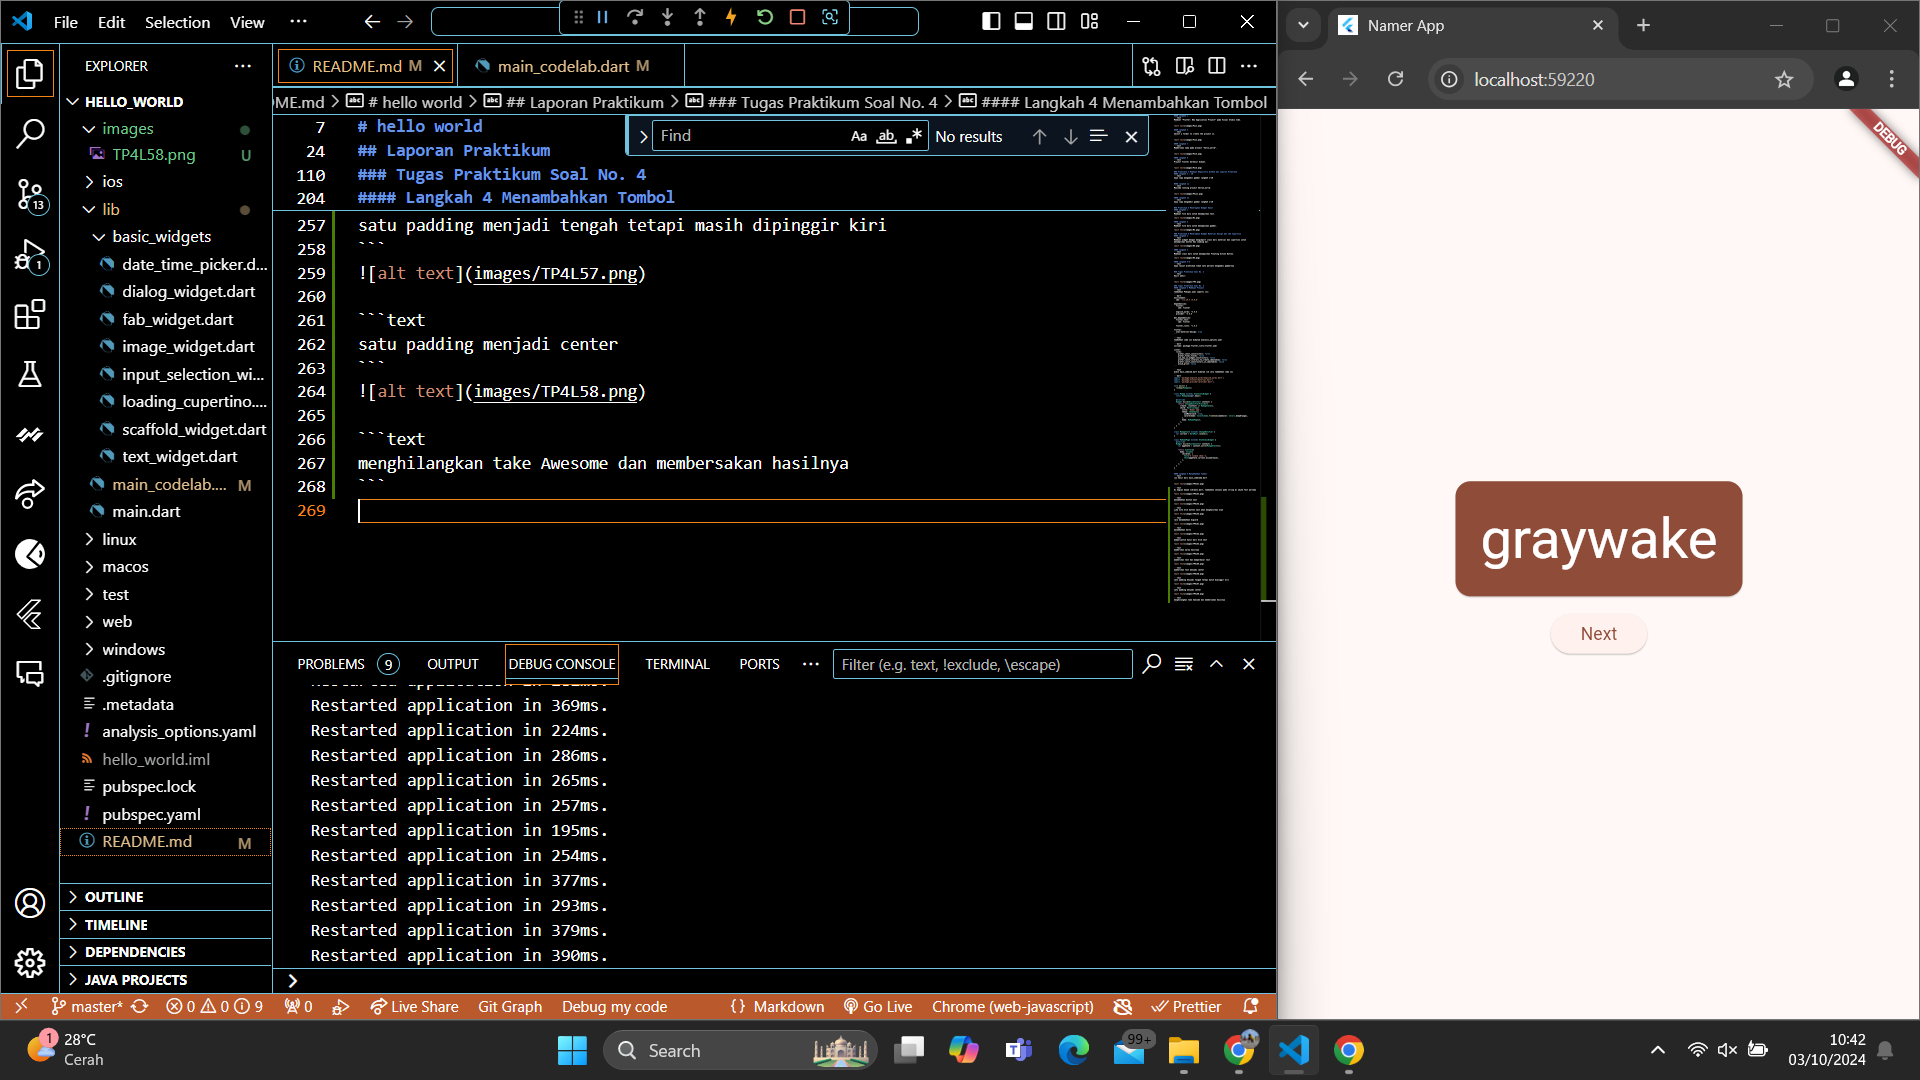 File Edit Selection View
EXPLORER
HELLO_WORLD
images
TP4L58.png U
ios
lib
basic_widgets
date_time_picker.d...
dialog_widget.dart
fab_widget.dart
image_widget.dart
input_selection_wi...
loading_cupertino....
scaffold_widget.dart
text_widget.dart
main_codelab.... M
main.dart
linux
macos
test
web
windows
.gitignore
.metadata
analysis_options.yaml
hello_world.iml
pubspec.lock
pubspec.yaml
README.md M
OUTLINE
TIMELINE
DEPENDENCIES
JAVA PROJECTS
13
1
README.md M
main_codelab.dart M
OME.md > # hello world > ## Laporan Praktikum > ### Tugas Praktikum Soal No. 4 > #### Langkah 4 Menambahkan Tombol
Find Aa ab No results
7 # hello world
24 ## Laporan Praktikum
110 ### Tugas Praktikum Soal No. 4
204 #### Langkah 4 Menambahkan Tombol
257 satu padding menjadi tengah tetapi masih dipinggir kiri
258 ```
259 ![alt text](images/TP4L57.png)
260
261 ```text
262 satu padding menjadi center
263 ```
264 ![alt text](images/TP4L58.png)
265
266 ```text
267 menghilangkan take Awesome dan membersakan hasilnya
268 ```
269
PROBLEMS 9 OUTPUT DEBUG CONSOLE TERMINAL PORTS
Filter (e.g. text, !exclude, \escape)
Restarted application in 369ms.
Restarted application in 224ms.
Restarted application in 286ms.
Restarted application in 265ms.
Restarted application in 257ms.
Restarted application in 195ms.
Restarted application in 254ms.
Restarted application in 377ms.
Restarted application in 293ms.
Restarted application in 379ms.
Restarted application in 390ms.
master* 0 0 9 0 Live Share Git Graph Debug my code {} Markdown Go Live Chrome (web-javascript) Prettier
Namer App
localhost:59220
DEBUG
graywake
Next
1
28°C
Cerah
Search
99+
10:42
03/10/2024